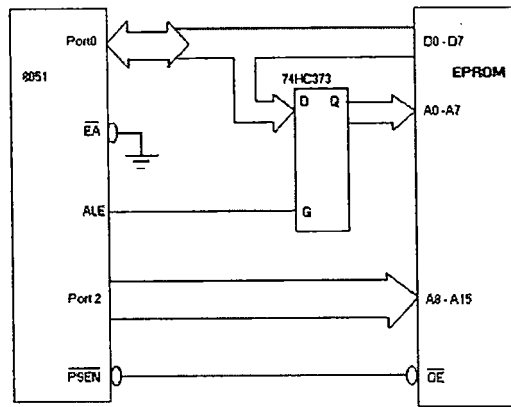 Port0
D0-D7
8051
74HC373
EPROM
D Q
A0-A7
EA
ALE
G
Port 2
A8-A15
PSEN
OE